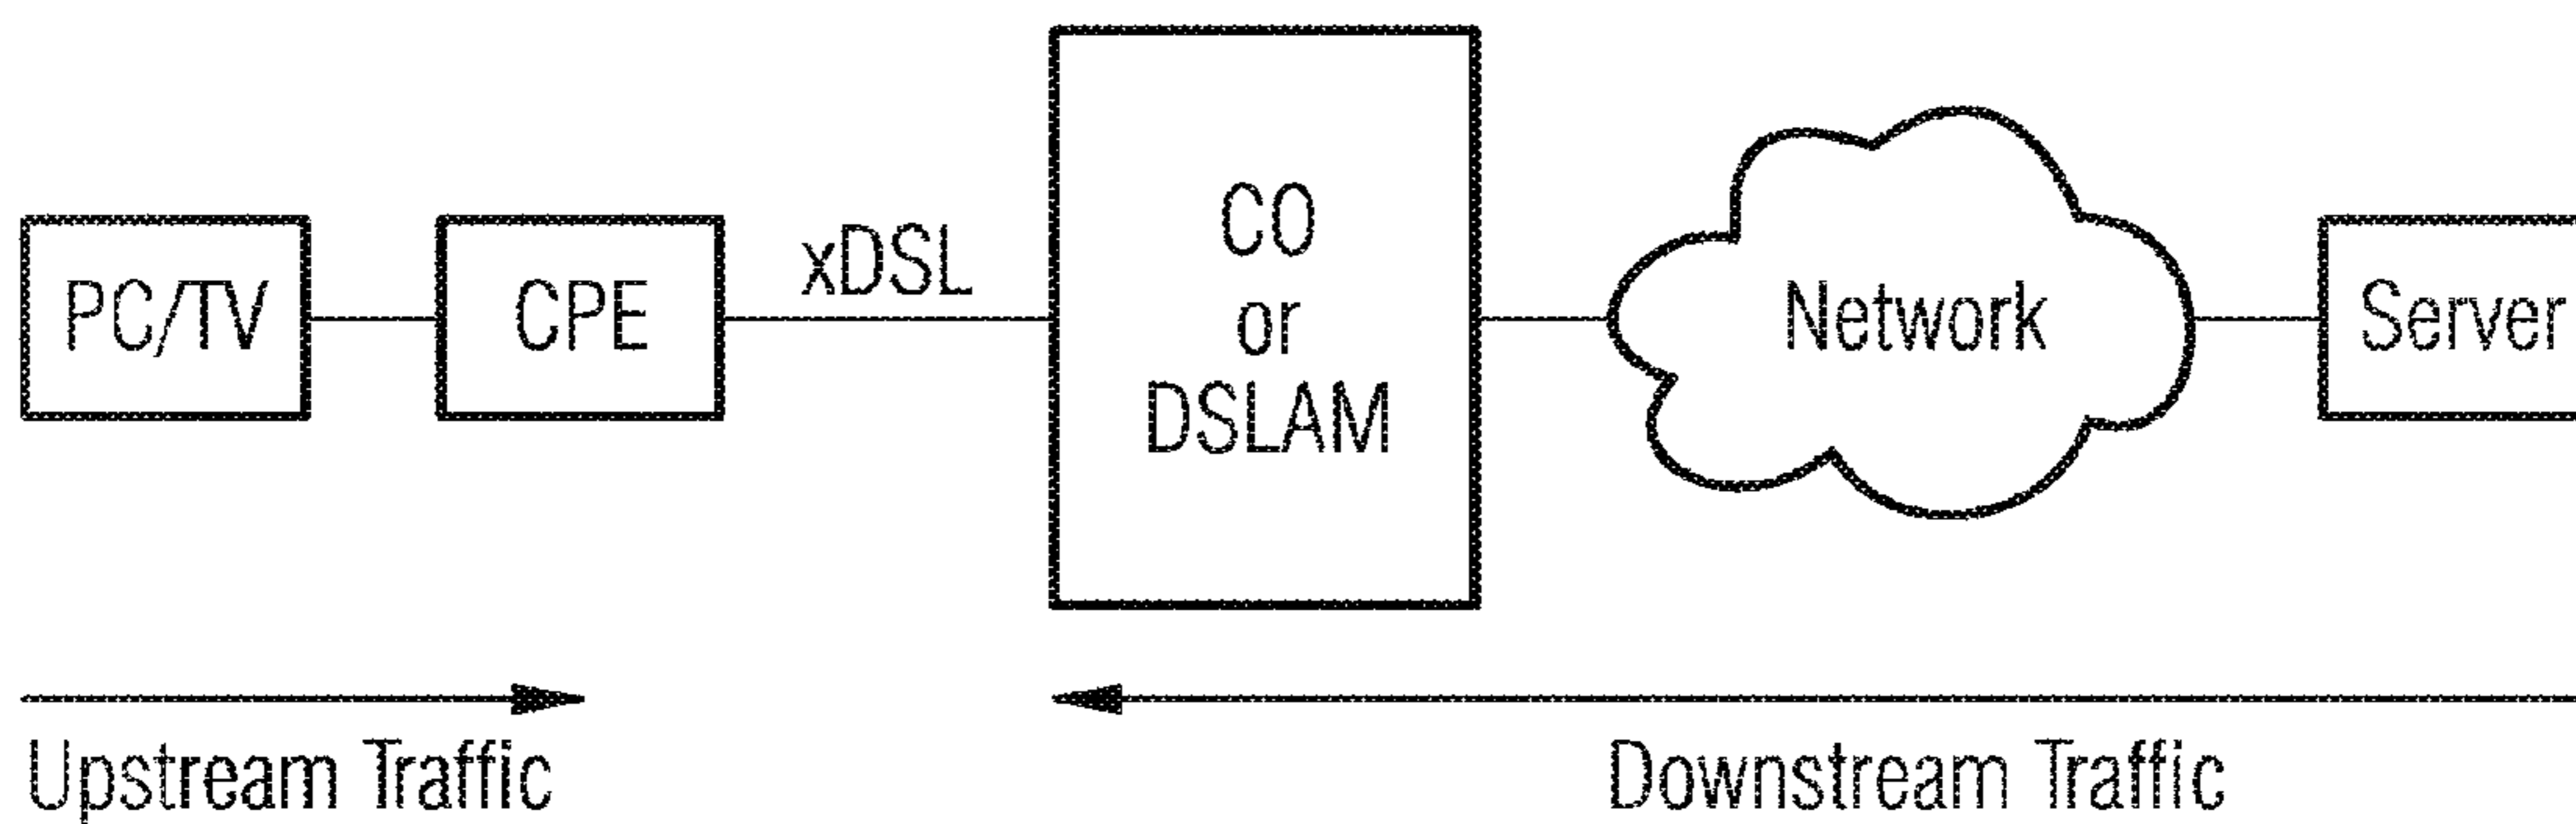 PC/TV
CPE
xDSL
CO
or
DSLAM
Network
Server
Upstream Traffic
Downstream Traffic